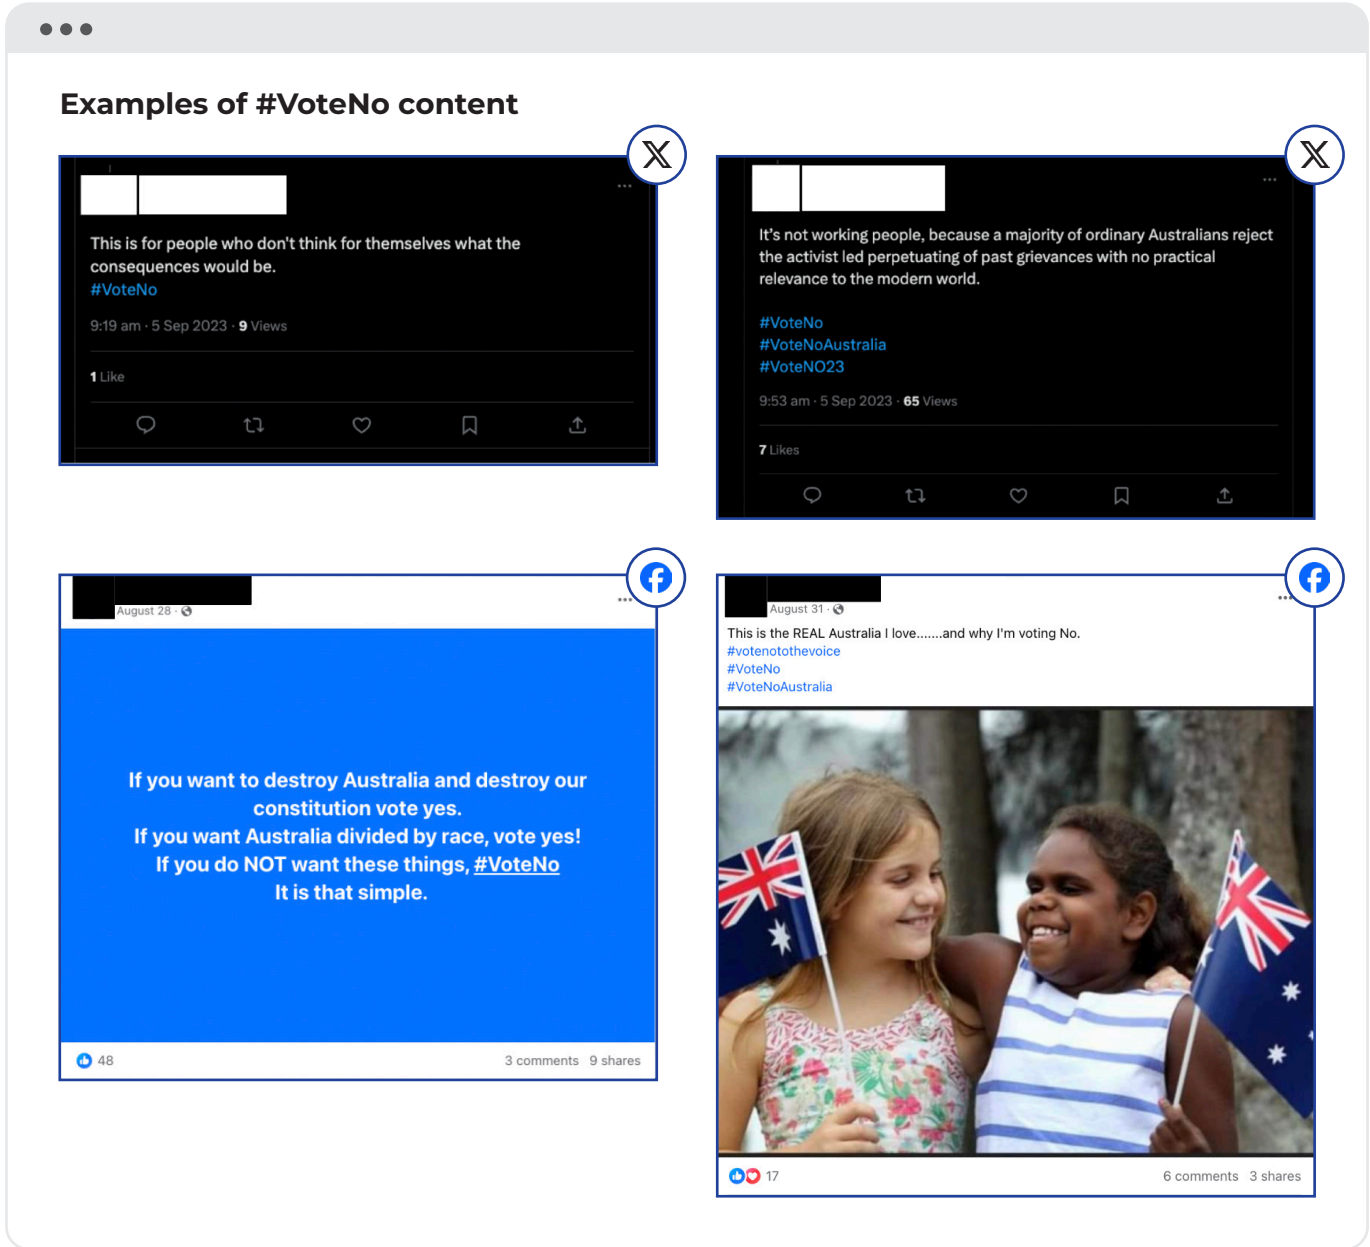 Examples of #VoteNo content
This is for people who don't think for themselves what the
consequences would be.
#VoteNo
9:19 am · 5 Sep 2023 · 9 Views
1 Like
It's not working people, because a majority of ordinary Australians reject
the activist led perpetuating of past grievances with no practical
relevance to the modern world.
#VoteNo
#VoteNoAustralia
#VoteNO23
9:53 am · 5 Sep 2023 · 65 Views
7 Likes
August 28 ·
If you want to destroy Australia and destroy our
constitution vote yes.
If you want Australia divided by race, vote yes!
If you do NOT want these things, #VoteNo
It is that simple.
48
3 comments 9 shares
August 31 ·
This is the REAL Australia I love.......and why I'm voting No.
#votenotothevoice
#VoteNo
#VoteNoAustralia
17
6 comments 3 shares